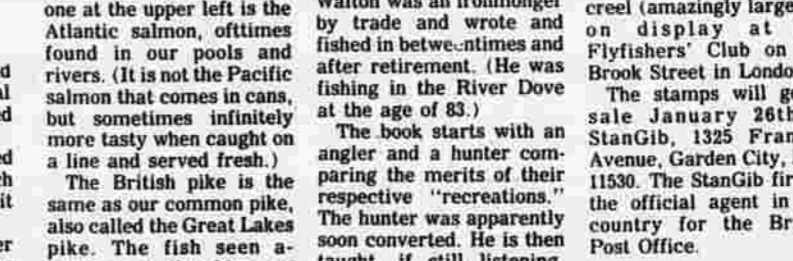 one at the upper left is the
Atlantic salmon, ofttimes
found in our pools and
rivers. (It is not the Pacific
salmon that comes in cans,
but sometimes infinitely
more tasty when caught on
a line and served fresh.)
The British pike is the
same as our common pike,
also called the Great Lakes
pike. The fish seen a-
Walton was an ironmonger
by trade and wrote and
fished in betweentimes and
after retirement. (He was
fishing in the River Dove
at the age of 83.)
The book starts with an
angler and a hunter com-
paring the merits of their
respective "recreations."
The hunter was apparently
soon converted. He is then
taught, if still listening,
creel (amazingly large
on display at
Flyfishers' Club on
Brook Street in Londo
The stamps will g
sale January 26th
StanGib, 1325 Fran
Avenue, Garden City,
11530. The StanGib fir
the official agent in
country for the Br
Post Office.